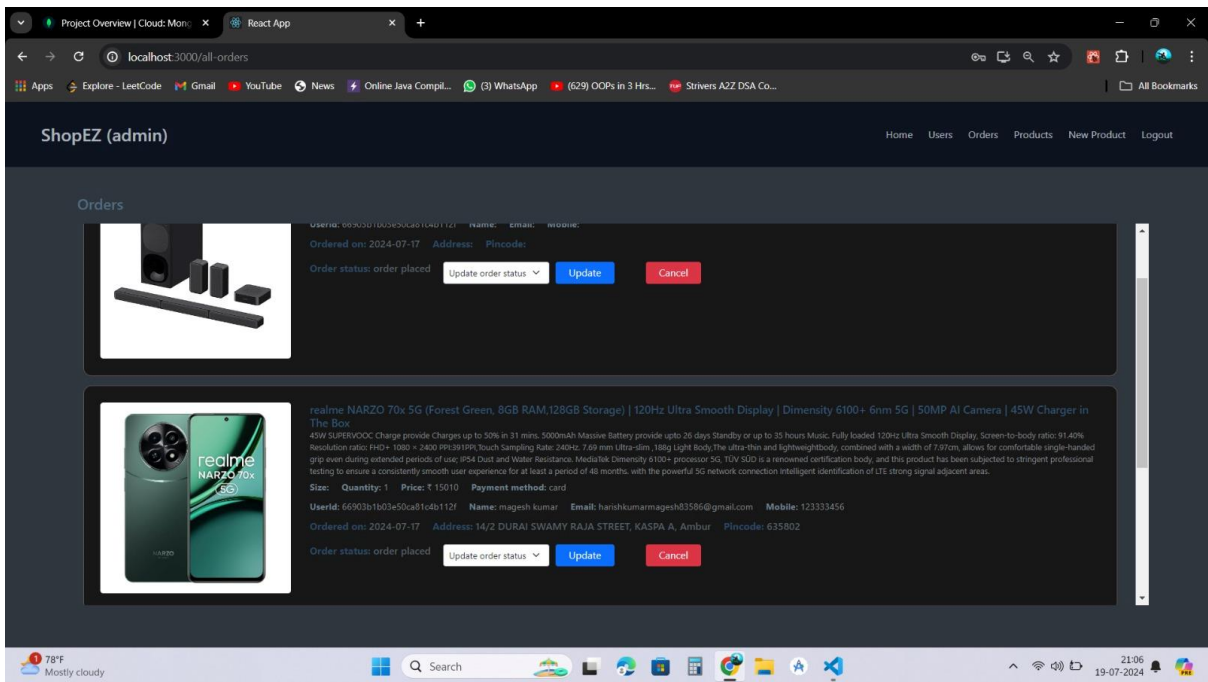 Project Overview | Cloud: Mong
React App
localhost:3000/all-orders
Apps Explore - LeetCode Gmail YouTube News Online Java Compil... (3) WhatsApp (629) OOPs in 3 Hrs... Strivers A2Z DSA Co... All Bookmarks
ShopEZ (admin) Home Users Orders Products New Product Logout
Orders
Name: Email: Mobile:
Ordered on: 2024-07-17 Address: Pincode:
Order status: order placed Update order status Update Cancel
realme NARZO 70x 5G (Forest Green, 8GB RAM,128GB Storage) | 120Hz Ultra Smooth Display | Dimensity 6100+ 6nm 5G | 50MP AI Camera | 45W Charger in
The Box
45W SUPERVOOC Charge provide Charges up to 50% in 31 mins. 5000mAh Massive Battery provide upto 26 days Standby or up to 35 hours Music. Fully loaded 120Hz Ultra Smooth Display, Screen-to-body ratio: 91.40%
Resolution ratio: FHD+ 1080 × 2400 PPI:391PPI,Touch Sampling Rate: 240Hz. 7.69 mm Ultra-slim ,188g Light Body,The ultra-thin and lightweightbody, combined with a width of 7.97cm, allows for comfortable single-handed
grip even during extended periods of use; IP54 Dust and Water Resistance. MediaTek Dimensity 6100+ processor 5G, TÜV SÜD is a renowned certification body, and this product has been subjected to stringent professional
testing to ensure a consistently smooth user experience for at least a period of 48 months. with the powerful 5G network connection Intelligent identification of LTE strong signal adjacent areas.
Size: Quantity: 1 Price: ₹ 15010 Payment method: card
UserId: 66903b1b03e50ca81c4b112f Name: magesh kumar Email: harishkumarmagesh83586@gmail.com Mobile: 123333456
Ordered on: 2024-07-17 Address: 14/2 DURAI SWAMY RAJA STREET, KASPA A, Ambur Pincode: 635802
Order status: order placed Update order status Update Cancel
realme
NARZO 70x
5G
NARZO
1
78°F
Mostly cloudy
Search
21:06
19-07-2024